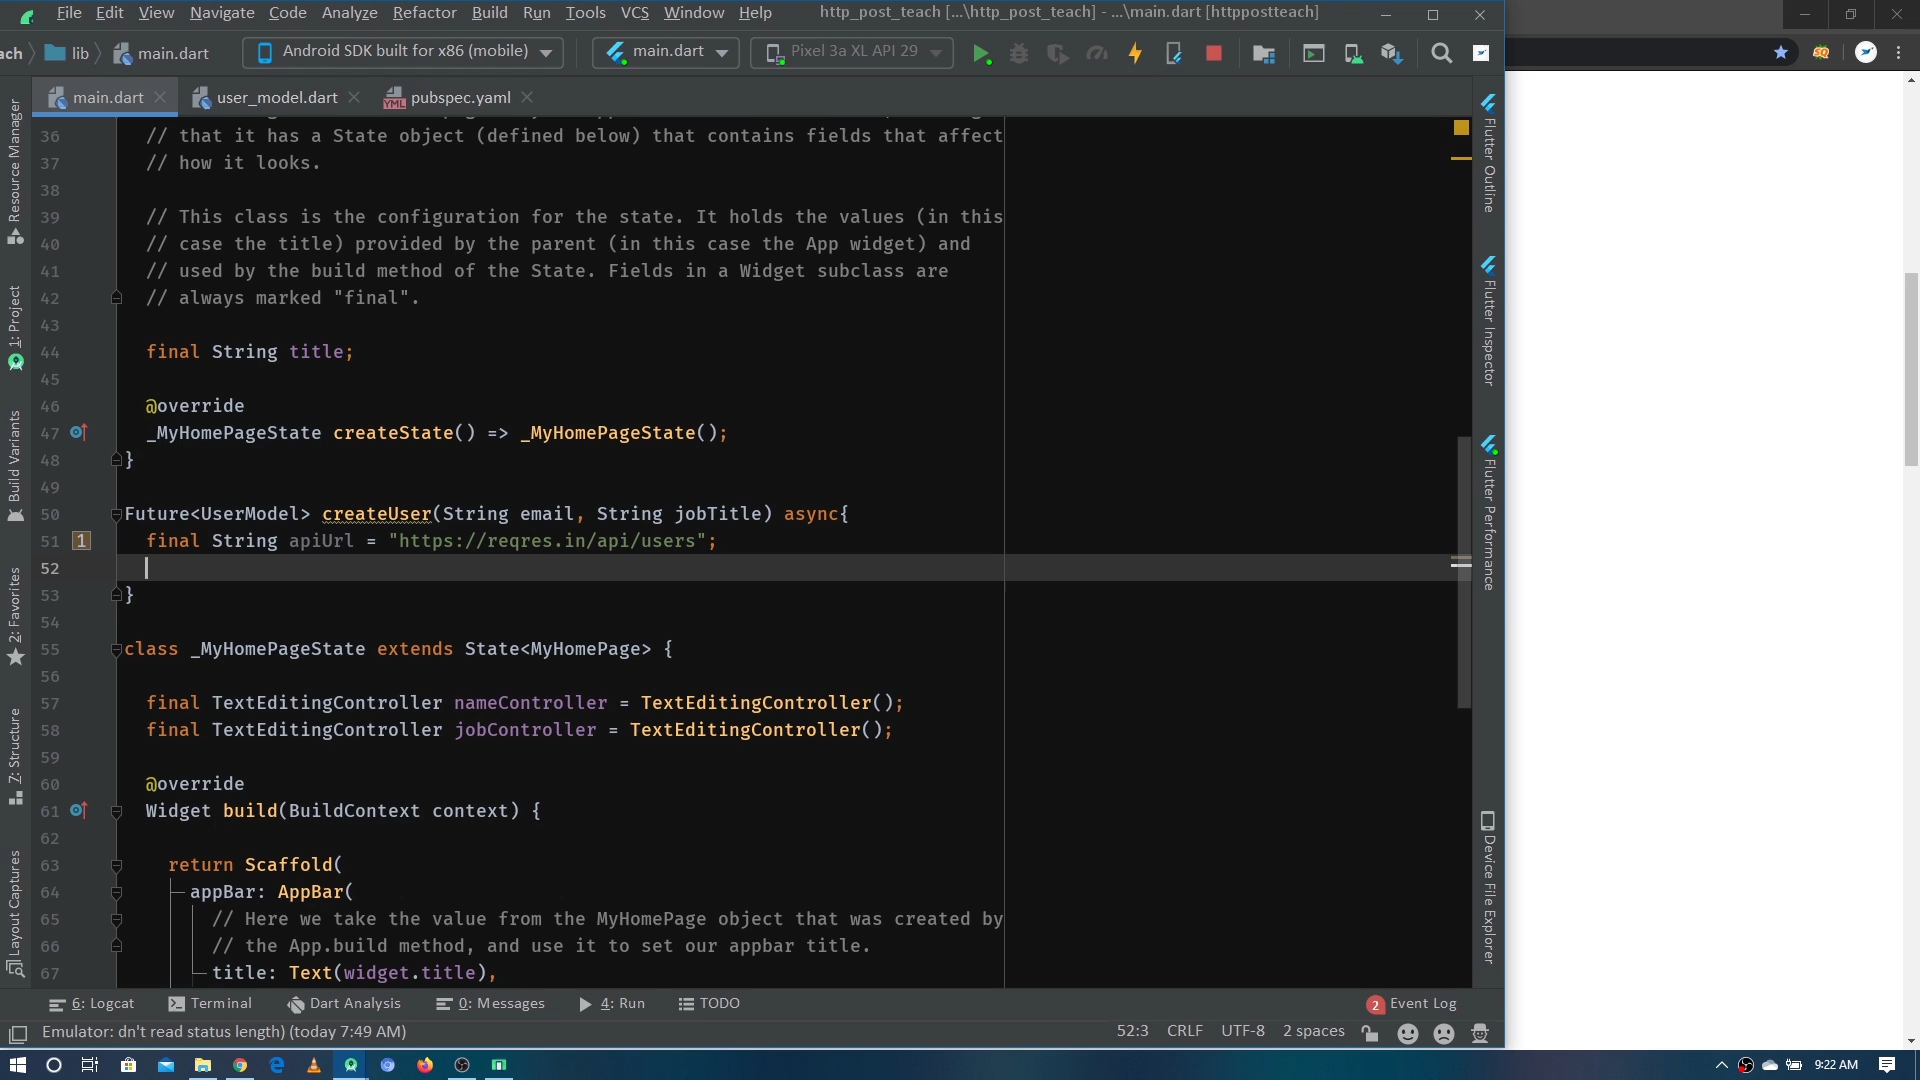 File Edit View Navigate Code Analyze Refactor Build Run Tools VCS Window Help http_post_teach [...\http_post_teach] - ...\main.dart [httppostteach]
ach lib main.dart Android SDK built for x86 (mobile) main.dart Pixel 3a XL API 29
main.dart user_model.dart pubspec.yaml
36 // that it has a State object (defined below) that contains fields that affect
37 // how it looks.
38
39 // This class is the configuration for the state. It holds the values (in this
40 // case the title) provided by the parent (in this case the App widget) and
41 // used by the build method of the State. Fields in a Widget subclass are
42 // always marked "final".
43
44 final String title;
45
46 @override
47 _MyHomePageState createState() => _MyHomePageState();
48 }
49
50 Future<UserModel> createUser(String email, String jobTitle) async{
51 1 final String apiUrl = "https://reqres.in/api/users";
52
53 }
54
55 class _MyHomePageState extends State<MyHomePage> {
56
57 final TextEditingController nameController = TextEditingController();
58 final TextEditingController jobController = TextEditingController();
59
60 @override
61 Widget build(BuildContext context) {
62
63 return Scaffold(
64 appBar: AppBar(
65 // Here we take the value from the MyHomePage object that was created by
66 // the App.build method, and use it to set our appbar title.
67 title: Text(widget.title),
Resource Manager
1: Project
Build Variants
2: Favorites
7: Structure
Layout Captures
Flutter Outline
Flutter Inspector
Flutter Performance
Device File Explorer
6: Logcat Terminal Dart Analysis 0: Messages 4: Run TODO 2 Event Log
Emulator: dn't read status length) (today 7:49 AM) 52:3 CRLF UTF-8 2 spaces
9:22 AM